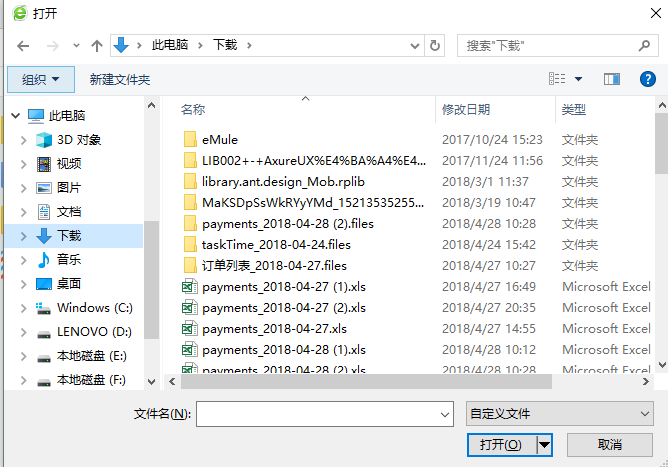 打开
此电脑 下载
搜索"下载"
组织 新建文件夹
名称 修改日期 类型
此电脑
3D 对象
视频
图片
文档
下载
音乐
桌面
Windows (C:)
LENOVO (D:)
本地磁盘 (E:)
本地磁盘 (F:)
eMule 2017/10/24 15:23 文件夹
LIB002+-+AxureUX%E4%BA%A4%E4... 2017/11/24 11:56 文件夹
library.ant.design_Mob.rplib 2018/3/1 11:37 文件夹
MaKSDpSsWkRYyYMd_15213535255... 2018/3/19 10:47 文件夹
payments_2018-04-28 (2).files 2018/4/28 10:28 文件夹
taskTime_2018-04-24.files 2018/4/24 15:42 文件夹
订单列表_2018-04-27.files 2018/4/27 10:27 文件夹
payments_2018-04-27 (1).xls 2018/4/27 16:49 Microsoft Excel
payments_2018-04-27 (2).xls 2018/4/27 20:35 Microsoft Excel
payments_2018-04-27.xls 2018/4/27 14:55 Microsoft Excel
payments_2018-04-28 (1).xls 2018/4/28 10:12 Microsoft Excel
payments_2018-04-28 (2).xls 2018/4/28 10:28 Microsoft Excel
文件名(N): 自定义文件
打开(O) 取消